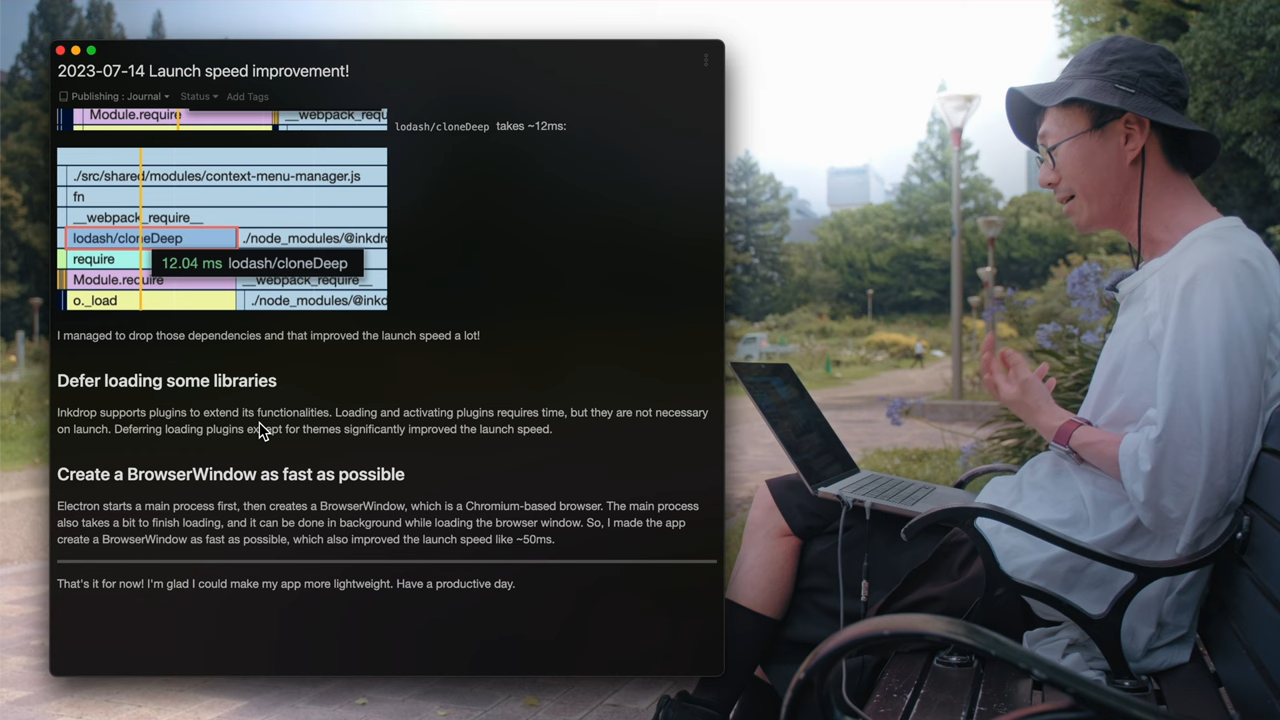 2023-07-14 Launch speed improvement!
Publishing : Journal Status Add Tags
Module.require __webpack_requ
lodash/cloneDeep takes ~12ms:
./src/shared/modules/context-menu-manager.js
fn
__webpack_require__
lodash/cloneDeep ./node_modules/@inkdro
require
12.04 ms lodash/cloneDeep
Module.require __webpack_require__
o._load ./node_modules/@inkd
I managed to drop those dependencies and that improved the launch speed a lot!
Defer loading some libraries
Inkdrop supports plugins to extend its functionalities. Loading and activating plugins requires time, but they are not necessary
on launch. Deferring loading plugins except for themes significantly improved the launch speed.
Create a BrowserWindow as fast as possible
Electron starts a main process first, then creates a BrowserWindow, which is a Chromium-based browser. The main process
also takes a bit to finish loading, and it can be done in background while loading the browser window. So, I made the app
create a BrowserWindow as fast as possible, which also improved the launch speed like ~50ms.
That's it for now! I'm glad I could make my app more lightweight. Have a productive day.